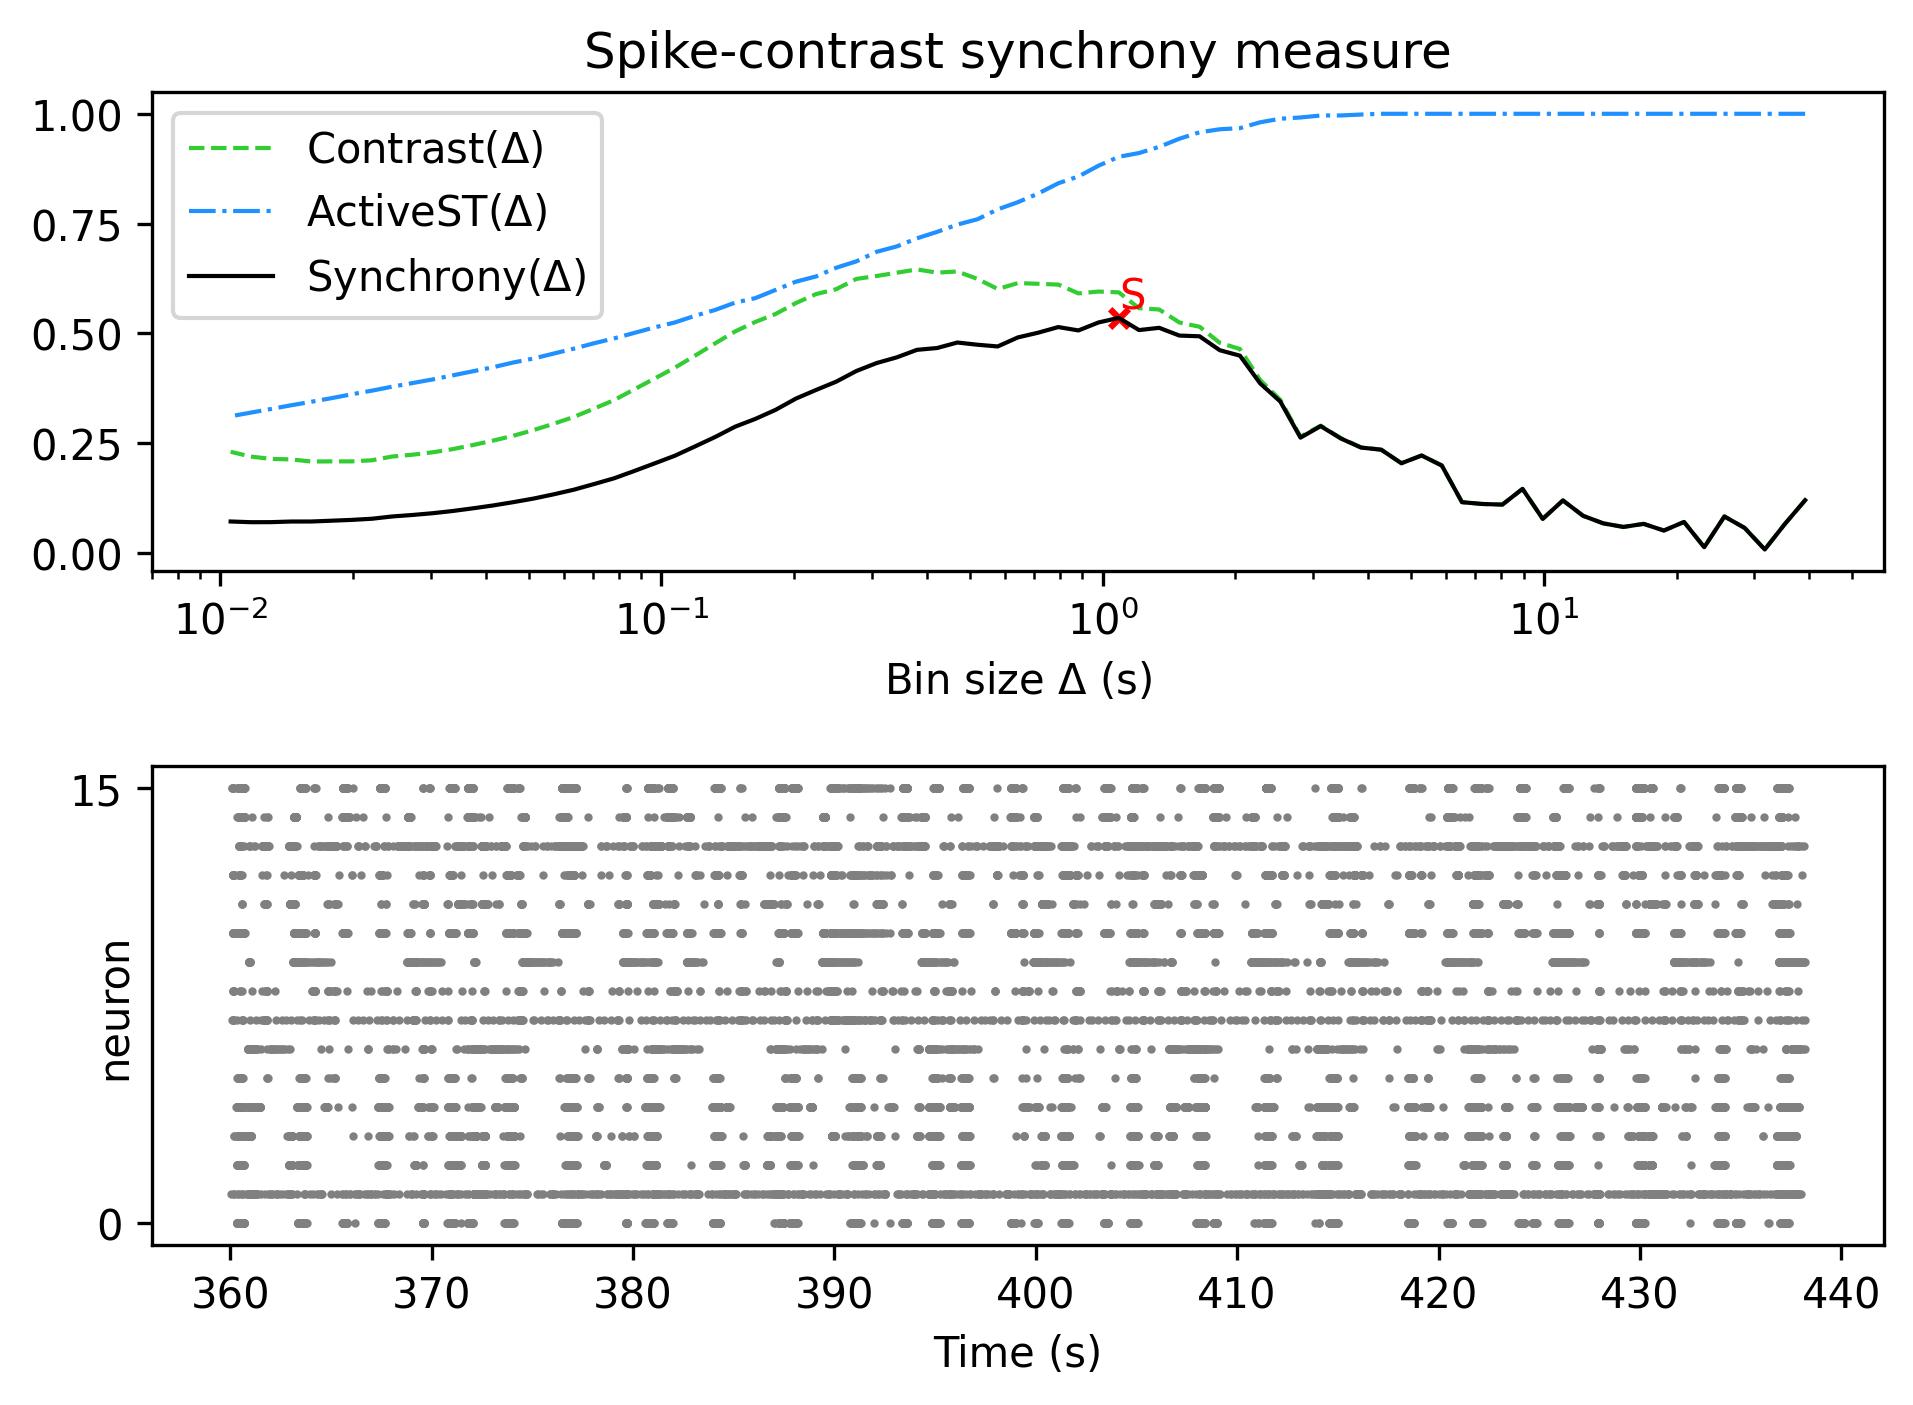 Spike-contrast synchrony measure
1.00
0.75
0.50
0.25
0.00
Contrast(Δ)
ActiveST(Δ)
Synchrony(Δ)
S
10⁻² 10⁻¹ 10⁰ 10¹
Bin size Δ (s)
15
0
neuron
360 370 380 390 400 410 420 430 440
Time (s)